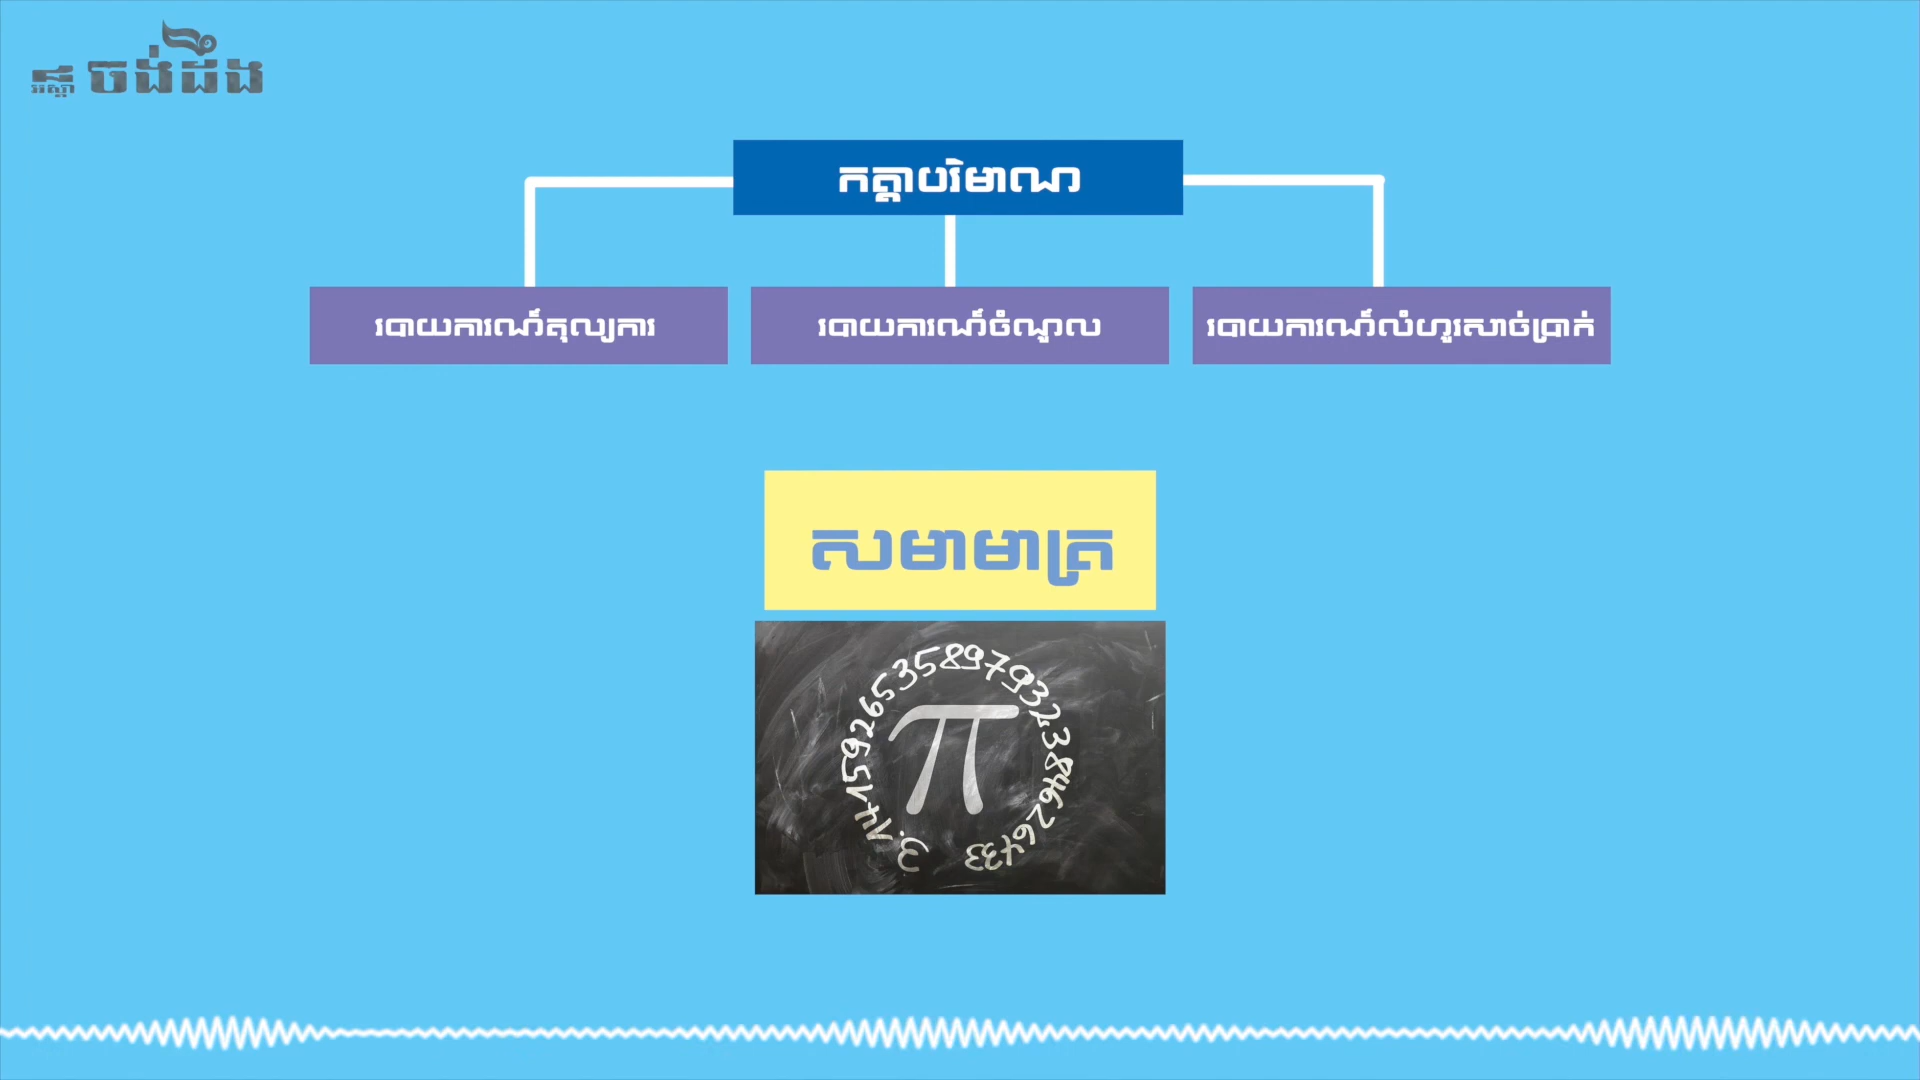 ចង់ដឹង
កត្តាបរិមាណ
របាយការណ៍តុល្យការ
របាយការណ៍ចំណូល
របាយការណ៍លំហូរសាច់ប្រាក់
សមាមាត្រ
3.1415926535897932384626433
π